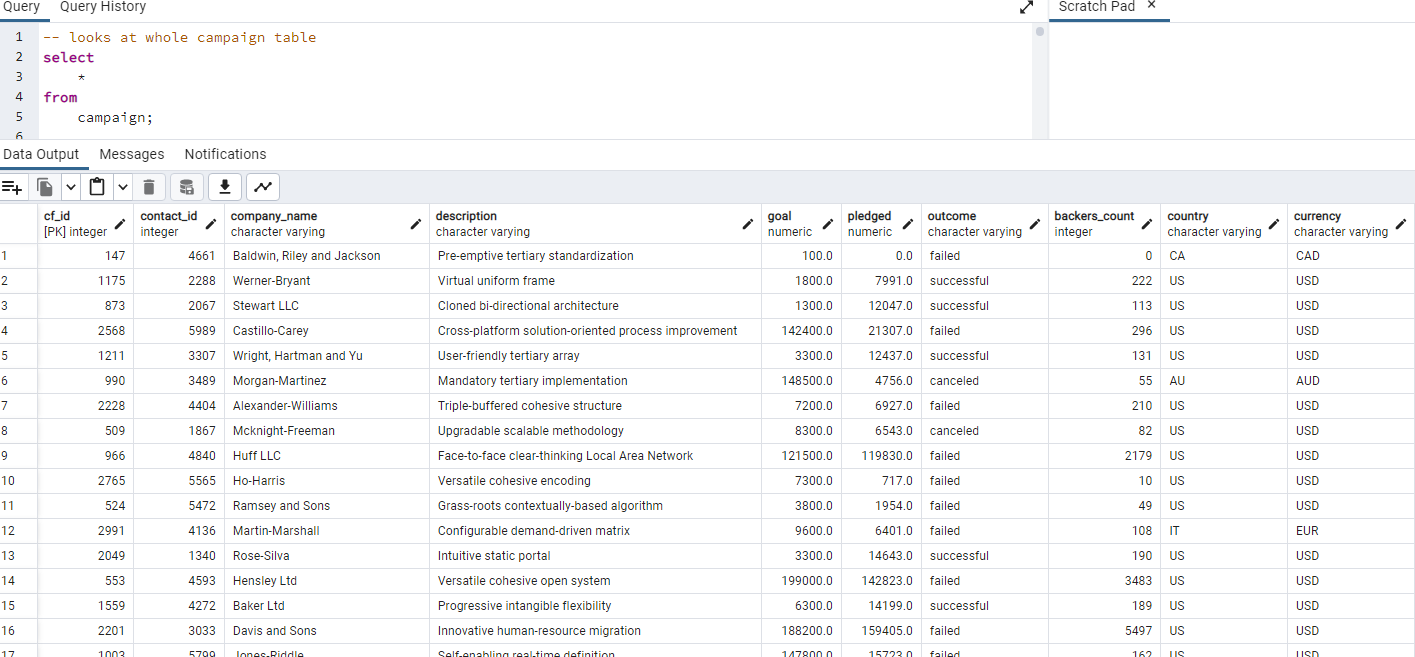 Query Query History Scratch Pad ×
1 -- looks at whole campaign table
2 select
3 *
4 from
5 campaign;
6
Data Output Messages Notifications
cf_id contact_id company_name description goal pledged outcome backers_count country currency
[PK] integer integer character varying character varying numeric numeric character varying integer character varying character varying
1 147 4661 Baldwin, Riley and Jackson Pre-emptive tertiary standardization 100.0 0.0 failed 0 CA CAD
2 1175 2288 Werner-Bryant Virtual uniform frame 1800.0 7991.0 successful 222 US USD
3 873 2067 Stewart LLC Cloned bi-directional architecture 1300.0 12047.0 successful 113 US USD
4 2568 5989 Castillo-Carey Cross-platform solution-oriented process improvement 142400.0 21307.0 failed 296 US USD
5 1211 3307 Wright, Hartman and Yu User-friendly tertiary array 3300.0 12437.0 successful 131 US USD
6 990 3489 Morgan-Martinez Mandatory tertiary implementation 148500.0 4756.0 canceled 55 AU AUD
7 2228 4404 Alexander-Williams Triple-buffered cohesive structure 7200.0 6927.0 failed 210 US USD
8 509 1867 Mcknight-Freeman Upgradable scalable methodology 8300.0 6543.0 canceled 82 US USD
9 966 4840 Huff LLC Face-to-face clear-thinking Local Area Network 121500.0 119830.0 failed 2179 US USD
10 2765 5565 Ho-Harris Versatile cohesive encoding 7300.0 717.0 failed 10 US USD
11 524 5472 Ramsey and Sons Grass-roots contextually-based algorithm 3800.0 1954.0 failed 49 US USD
12 2991 4136 Martin-Marshall Configurable demand-driven matrix 9600.0 6401.0 failed 108 IT EUR
13 2049 1340 Rose-Silva Intuitive static portal 3300.0 14643.0 successful 190 US USD
14 553 4593 Hensley Ltd Versatile cohesive open system 199000.0 142823.0 failed 3483 US USD
15 1559 4272 Baker Ltd Progressive intangible flexibility 6300.0 14199.0 successful 189 US USD
16 2201 3033 Davis and Sons Innovative human-resource migration 188200.0 159405.0 failed 5497 US USD
17 1003 5799 Jones-Riddle Self-enabling real-time definition 147800.0 15723.0 failed 162 US USD